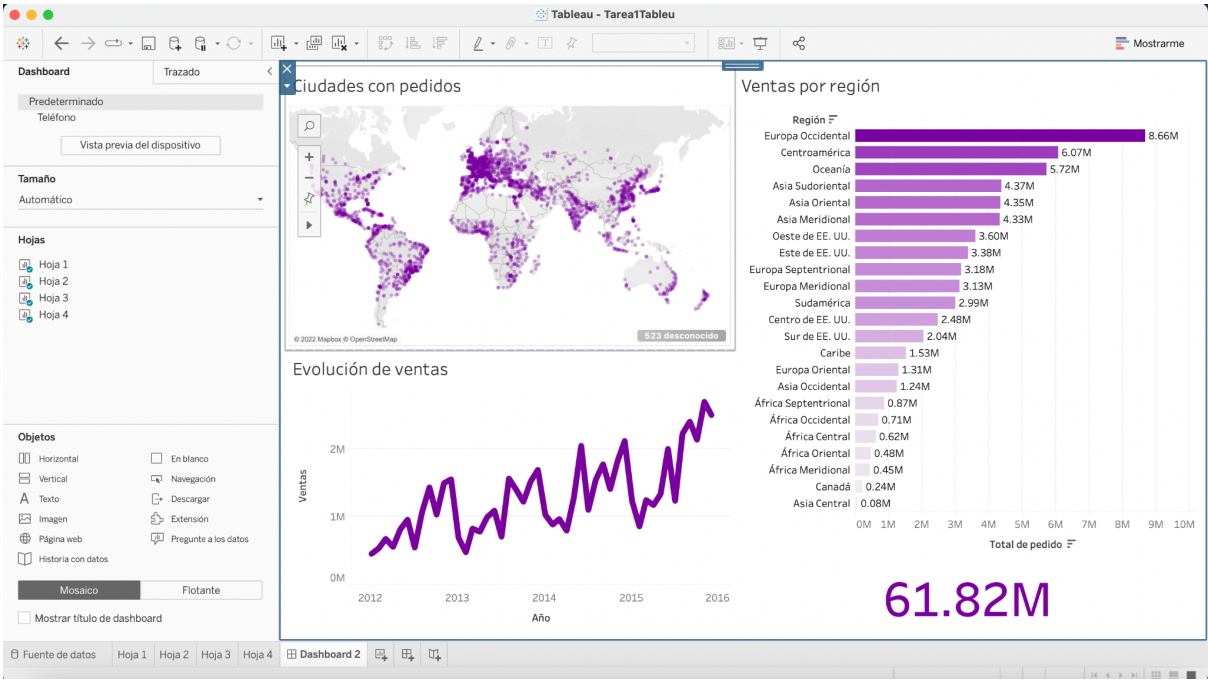 Tableau - Tarea1Tableu
Mostrarme
Dashboard
Trazado
Predeterminado
Teléfono
Vista previa del dispositivo
Tamaño
Automático
Hojas
Hoja 1
Hoja 2
Hoja 3
Hoja 4
Objetos
Horizontal
En blanco
Vertical
Navegación
A Texto
Descargar
Imagen
Extensión
Página web
Pregunte a los datos
Historia con datos
Mosaico
Flotante
Mostrar título de dashboard
Ciudades con pedidos
523 desconocido
© 2022 Mapbox © OpenStreetMap
Evolución de ventas
Ventas
2M
1M
0M
2012 2013 2014 2015 2016
Año
Ventas por región
Región
Europa Occidental 8.66M
Centroamérica 6.07M
Oceanía 5.72M
Asia Sudoriental 4.37M
Asia Oriental 4.35M
Asia Meridional 4.33M
Oeste de EE. UU. 3.60M
Este de EE. UU. 3.38M
Europa Septentrional 3.18M
Europa Meridional 3.13M
Sudamérica 2.99M
Centro de EE. UU. 2.48M
Sur de EE. UU. 2.04M
Caribe 1.53M
Europa Oriental 1.31M
Asia Occidental 1.24M
África Septentrional 0.87M
África Occidental 0.71M
África Central 0.62M
África Oriental 0.48M
África Meridional 0.45M
Canadá 0.24M
Asia Central 0.08M
0M 1M 2M 3M 4M 5M 6M 7M 8M 9M 10M
Total de pedido
61.82M
Fuente de datos
Hoja 1
Hoja 2
Hoja 3
Hoja 4
Dashboard 2